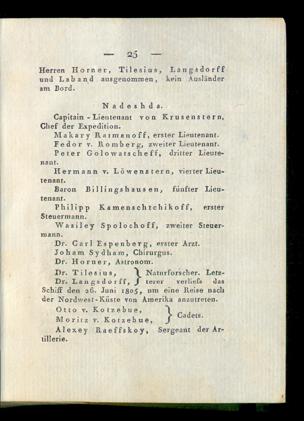 — 25 —
Herren Horner, Tilesius, Langsdorff
und Laband ausgenommen, kein Ausländer
am Bord.
Nadeshda.
Capitain-Lieutenant von Krusenstern,
Chef der Expedition.
Makary Ratmanoff, erster Lieutenant.
Fedor v. Romberg, zweiter Lieutenant.
Peter Golowatscheff, dritter Lieute-
nant.
Hermann v. Löwenstern, vierter Lieu-
tenant.
Baron Billingshausen, fünfter Lieu-
tenant.
Philipp Kamenschtchikoff, erster
Steuermann.
Wassiley Spolochoff, zweiter Steuer-
mann.
Dr. Carl Espenberg, erster Arzt.
Joham Sydham, Chirurgus.
Dr. Horner, Astronom.
Dr. Tilesius, } Naturforscher. Letz-
Dr. Langsdorff, } terer verliefs das
Schiff den 26. Juni 1805, um eine Reise nach
der Nordwest-Küste von Amerika anzutreten.
Otto v. Kotzebue,
Moritz v. Kotzebue, } Cadets.
Alexey Raeffskoy, Sergeant der Ar-
tillerie.